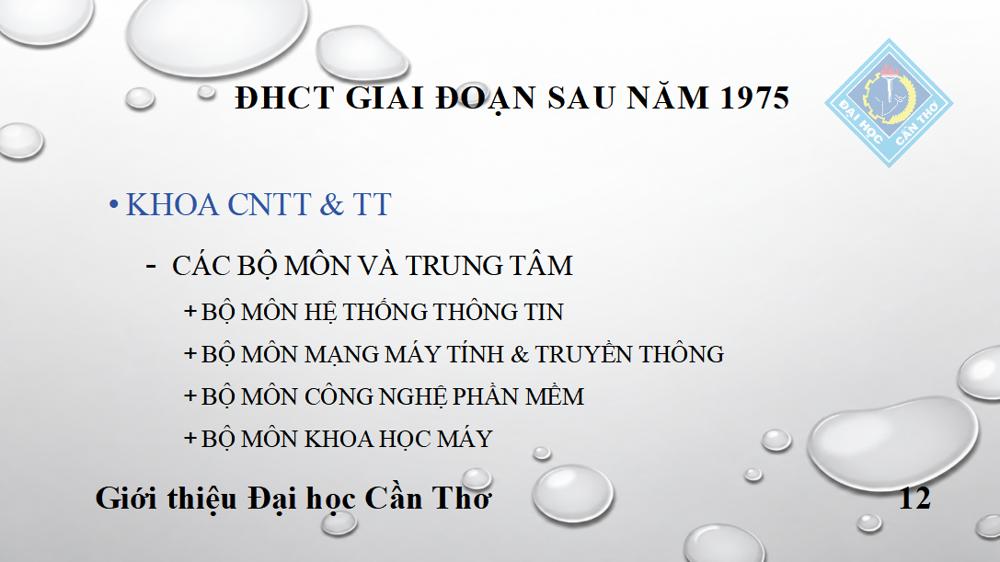 ĐHCT GIAI ĐOẠN SAU NĂM 1975
ĐẠI HỌC CẦN THƠ
• KHOA CNTT & TT
- CÁC BỘ MÔN VÀ TRUNG TÂM
+ BỘ MÔN HỆ THỐNG THÔNG TIN
+ BỘ MÔN MẠNG MÁY TÍNH & TRUYỀN THÔNG
+ BỘ MÔN CÔNG NGHỆ PHẦN MỀM
+ BỘ MÔN KHOA HỌC MÁY
Giới thiệu Đại học Cần Thơ 12